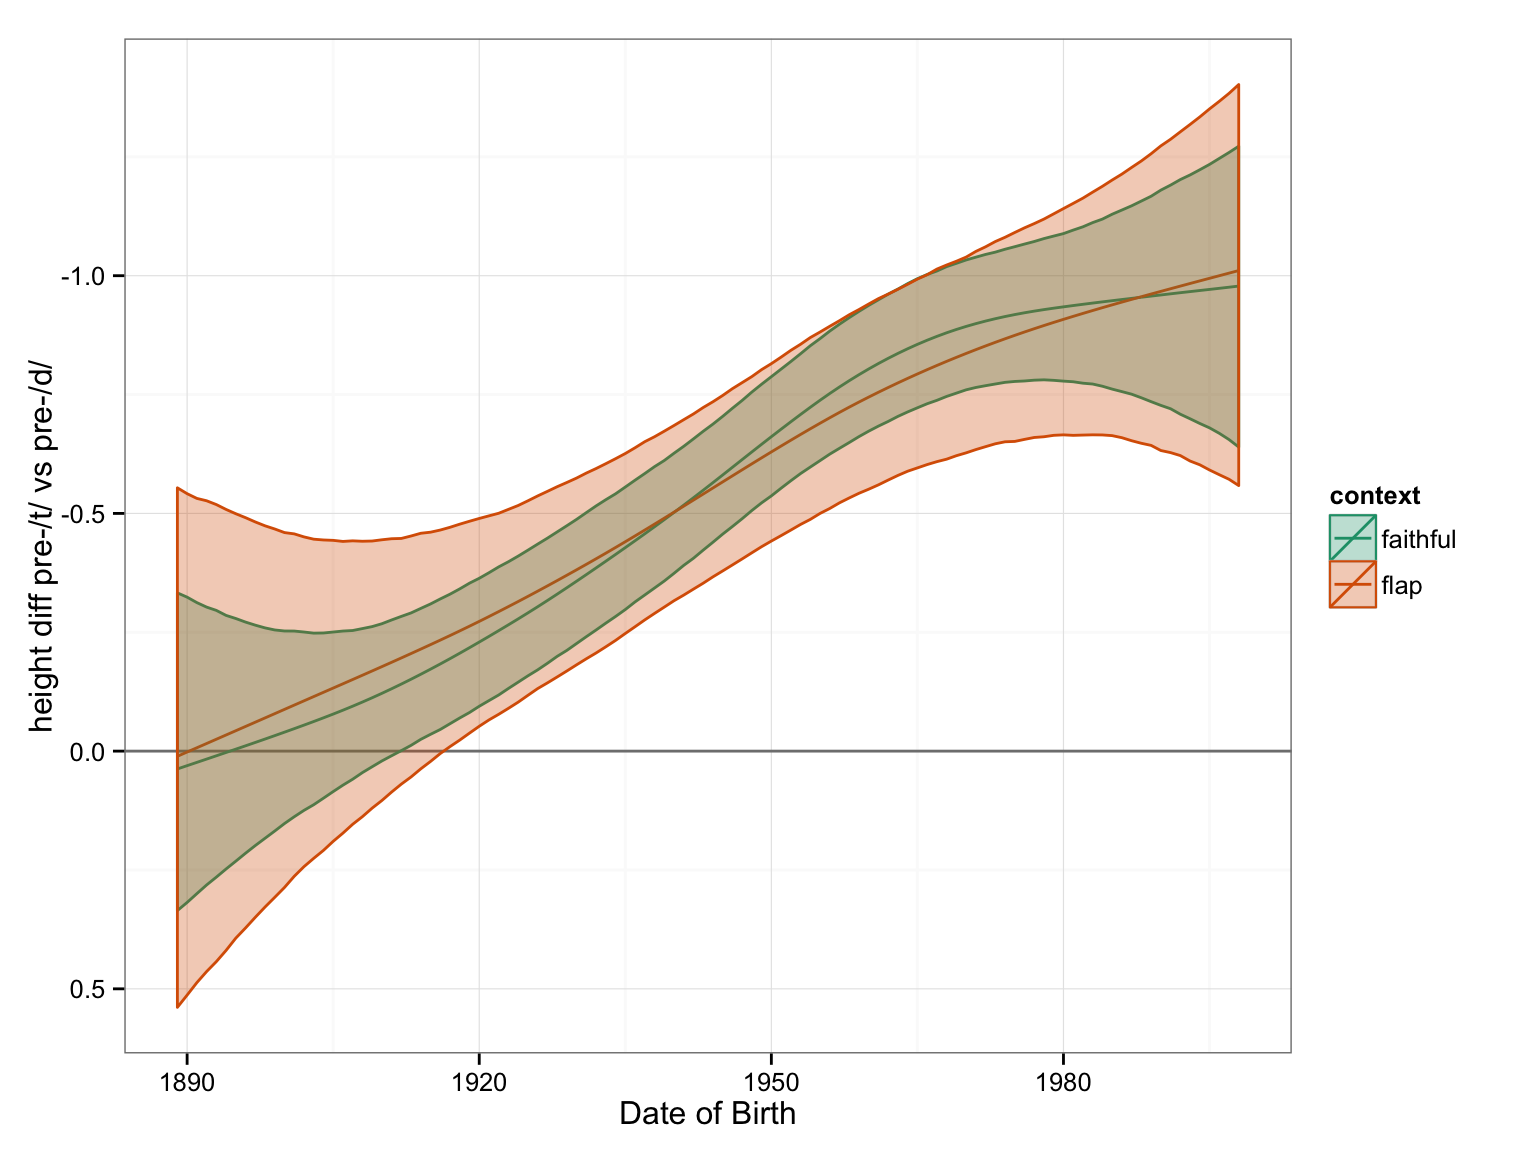 height diff pre-/t/ vs pre-/d/
-1.0
-0.5
0.0
0.5
1890 1920 1950 1980
Date of Birth
context
faithful
flap